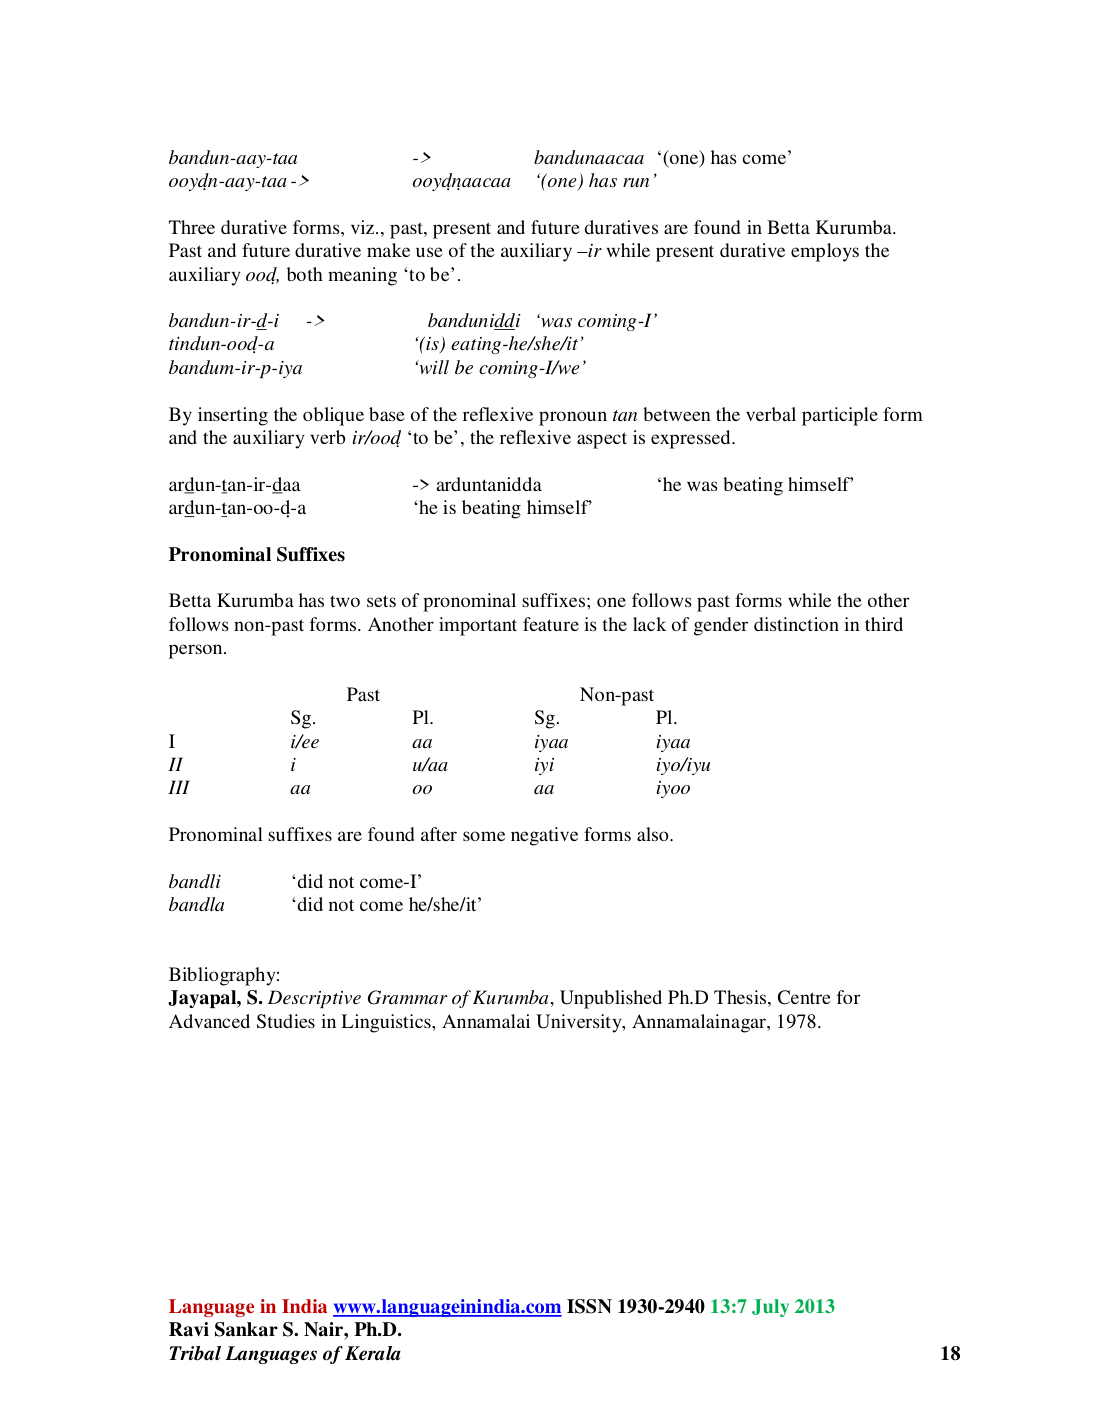 bandun-aay-taa -> bandunaacaa ‘(one) has come’
ooyḍn-aay-taa -> ooyḍṇaacaa ‘(one) has run’
Three durative forms, viz., past, present and future duratives are found in Betta Kurumba.
Past and future durative make use of the auxiliary –ir while present durative employs the
auxiliary ooḍ, both meaning ‘to be’.
bandun-ir-d̲-i -> bandunid̲d̲i ‘was coming-I’
tindun-ooḍ-a ‘(is) eating-he/she/it’
bandum-ir-p-iya ‘will be coming-I/we’
By inserting the oblique base of the reflexive pronoun tan between the verbal participle form
and the auxiliary verb ir/ooḍ ‘to be’, the reflexive aspect is expressed.
ard̲un-t̲an-ir-d̲aa -> arduntanidda ‘he was beating himself’
ard̲un-t̲an-oo-ḍ-a ‘he is beating himself’
Pronominal Suffixes
Betta Kurumba has two sets of pronominal suffixes; one follows past forms while the other
follows non-past forms. Another important feature is the lack of gender distinction in third
person.
Past Non-past
Sg. Pl. Sg. Pl.
I i/ee aa iyaa iyaa
II i u/aa iyi iyo/iyu
III aa oo aa iyoo
Pronominal suffixes are found after some negative forms also.
bandli ‘did not come-I’
bandla ‘did not come he/she/it’
Bibliography:
Jayapal, S. Descriptive Grammar of Kurumba, Unpublished Ph.D Thesis, Centre for
Advanced Studies in Linguistics, Annamalai University, Annamalainagar, 1978.
Language in India www.languageinindia.com ISSN 1930-2940 13:7 July 2013
Ravi Sankar S. Nair, Ph.D.
Tribal Languages of Kerala 18